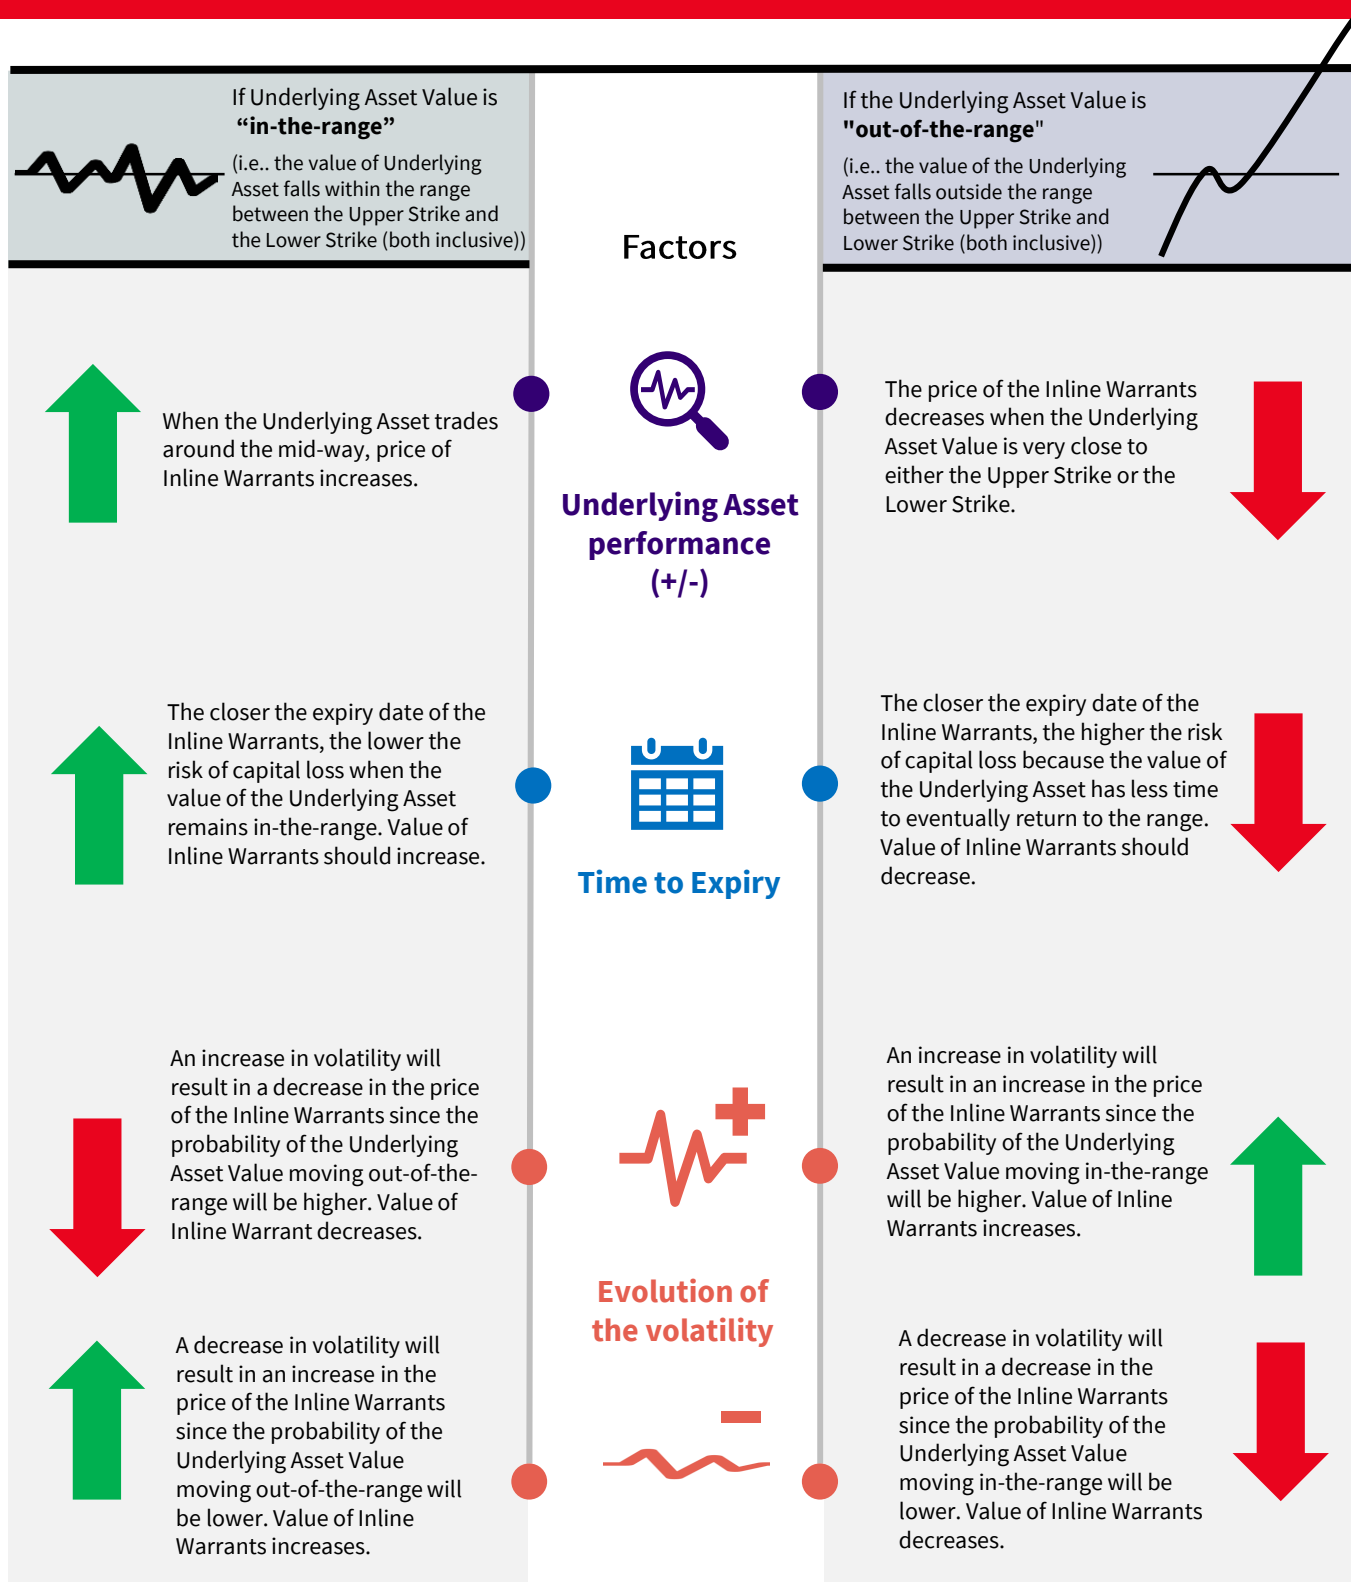 If Underlying Asset Value is
“in-the-range”
(i.e.. the value of Underlying
Asset falls within the range
between the Upper Strike and
the Lower Strike (both inclusive))
Factors
If the Underlying Asset Value is
"out-of-the-range"
(i.e.. the value of the Underlying
Asset falls outside the range
between the Upper Strike and
Lower Strike (both inclusive))
When the Underlying Asset trades
around the mid-way, price of
Inline Warrants increases.
Underlying Asset
performance
(+/-)
The price of the Inline Warrants
decreases when the Underlying
Asset Value is very close to
either the Upper Strike or the
Lower Strike.
The closer the expiry date of the
Inline Warrants, the lower the
risk of capital loss when the
value of the Underlying Asset
remains in-the-range. Value of
Inline Warrants should increase.
Time to Expiry
The closer the expiry date of the
Inline Warrants, the higher the risk
of capital loss because the value of
the Underlying Asset has less time
to eventually return to the range.
Value of Inline Warrants should
decrease.
An increase in volatility will
result in a decrease in the price
of the Inline Warrants since the
probability of the Underlying
Asset Value moving out-of-the-
range will be higher. Value of
Inline Warrant decreases.
An increase in volatility will
result in an increase in the price
of the Inline Warrants since the
probability of the Underlying
Asset Value moving in-the-range
will be higher. Value of Inline
Warrants increases.
Evolution of
the volatility
A decrease in volatility will
result in an increase in the
price of the Inline Warrants
since the probability of the
Underlying Asset Value
moving out-of-the-range will
be lower. Value of Inline
Warrants increases.
A decrease in volatility will
result in a decrease in the
price of the Inline Warrants
since the probability of the
Underlying Asset Value
moving in-the-range will be
lower. Value of Inline Warrants
decreases.